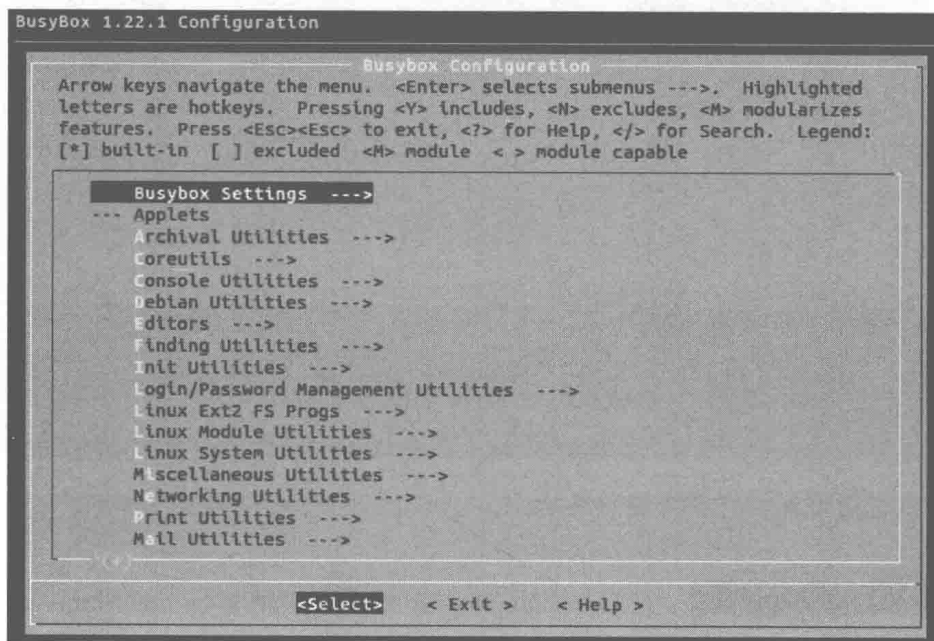 BusyBox 1.22.1 Configuration
Busybox Configuration
Arrow keys navigate the menu.  <Enter> selects submenus --->.  Highlighted
letters are hotkeys.  Pressing <Y> includes, <N> excludes, <M> modularizes
features.  Press <Esc><Esc> to exit, <?> for Help, </> for Search.  Legend:
[*] built-in  [ ] excluded  <M> module  < > module capable
Busybox Settings  --->
--- Applets
Archival Utilities  --->
Coreutils  --->
Console Utilities  --->
Debian Utilities  --->
Editors  --->
Finding Utilities  --->
Init Utilities  --->
Login/Password Management Utilities  --->
Linux Ext2 FS Progs  --->
Linux Module Utilities  --->
Linux System Utilities  --->
Miscellaneous Utilities  --->
Networking Utilities  --->
Print Utilities  --->
Mail Utilities  --->
(+)
<Select>    < Exit >    < Help >